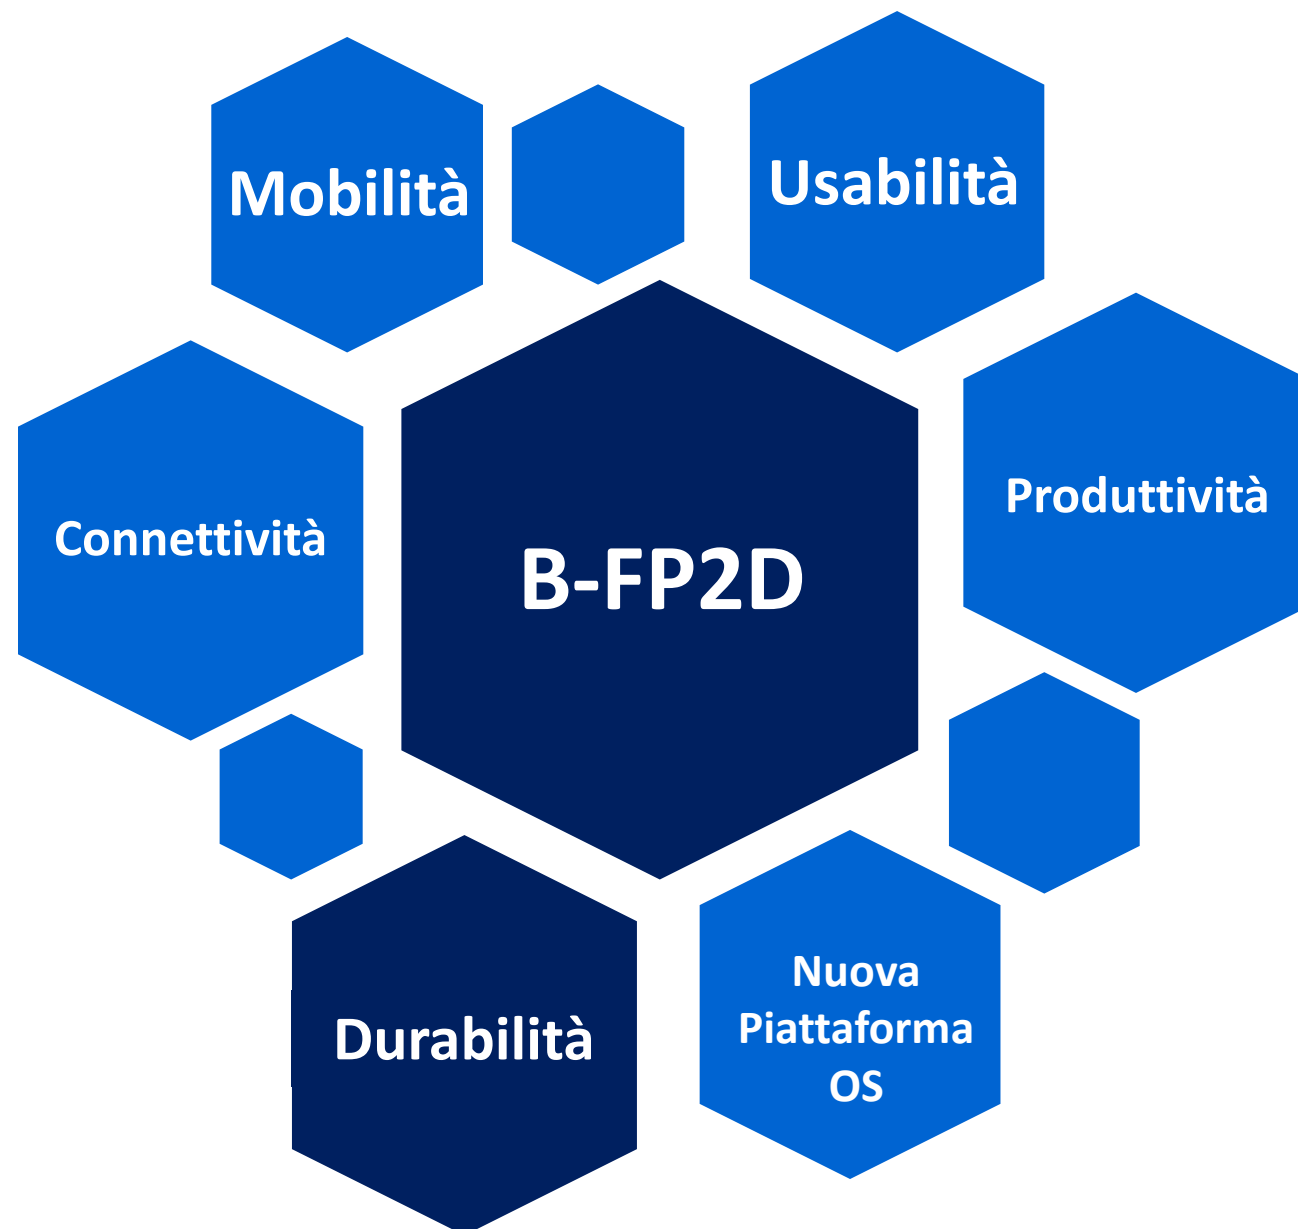 Mobilità
Usabilità
Connettività
Produttività
B-FP2D
Durabilità
Nuova
Piattaforma
OS